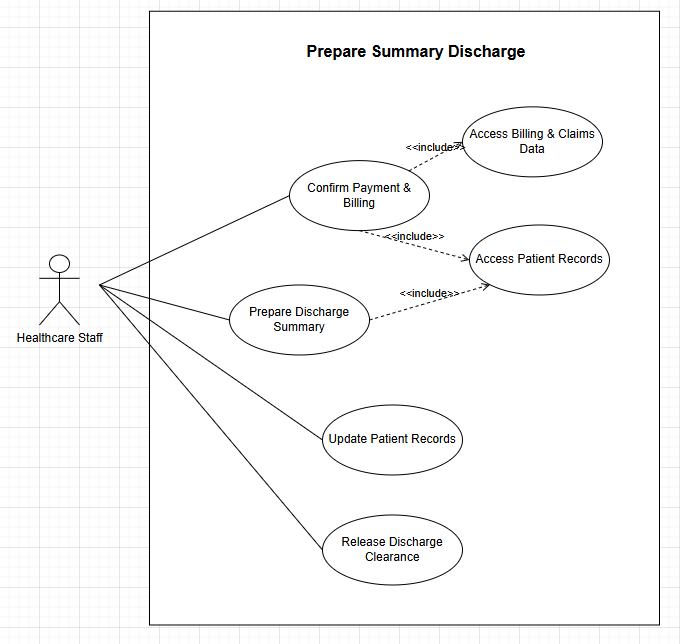 Prepare Summary Discharge
Access Billing & Claims
Data
<<include>>
Confirm Payment &
Billing
<<include>>
Access Patient Records
<<include>>
Prepare Discharge
Summary
Healthcare Staff
Update Patient Records
Release Discharge
Clearance